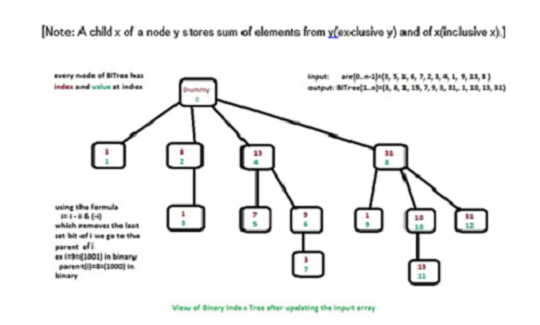 [Note: A child x of a node y stores sum of elements from y(exclusive y) and of x(inclusive x).]
every node of BITree has
index and value at index
input: arr[0..n-1]={3, 5, 6, 7, 2, 3, 4, 1, 9, 13, 8 }
output: BITree[1..n]={3, 8, 15, 7, 9, 3, 31, 1, 10, 13, 31}
Dummy
0
1
2
15
4
31
8
using the formula
which removes the last
set bit of i we go to the
parent of i
ex i=9=(1001) in binary
parent(i)=8=(1000) in
binary
1
3
7
5
9
6
1
9
10
10
31
12
3
7
13
11
View of Binary Index Tree after updating the input array